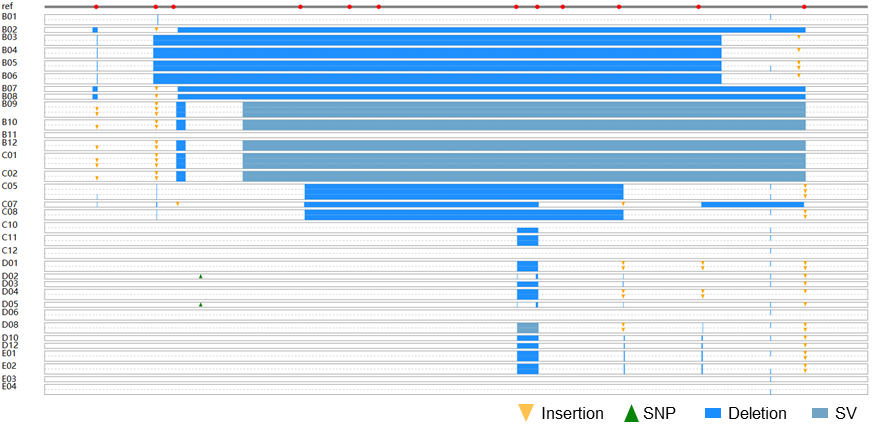 ref
B01
B02
B03
B04
B05
B06
B07
B08
B09
B10
B11
B12
C01
C02
C05
C07
C08
C10
C11
C12
D01
D02
D03
D04
D05
D06
D08
D10
D12
E01
E02
E03
E04
Insertion SNP Deletion SV